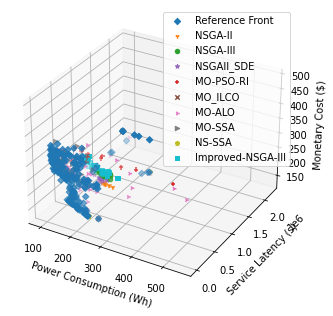 Reference Front
NSGA-II
NSGA-III
NSGAII_SDE
MO-PSO-RI
MO_ILCO
MO-ALO
MO-SSA
NS-SSA
Improved-NSGA-III
500
450
400
350
300
250
200
150
Monetary Cost ($)
100
200
300
400
500
Power Consumption (Wh)
0.0
0.5
1.0
1.5
2.0
1e6
Service Latency (s)